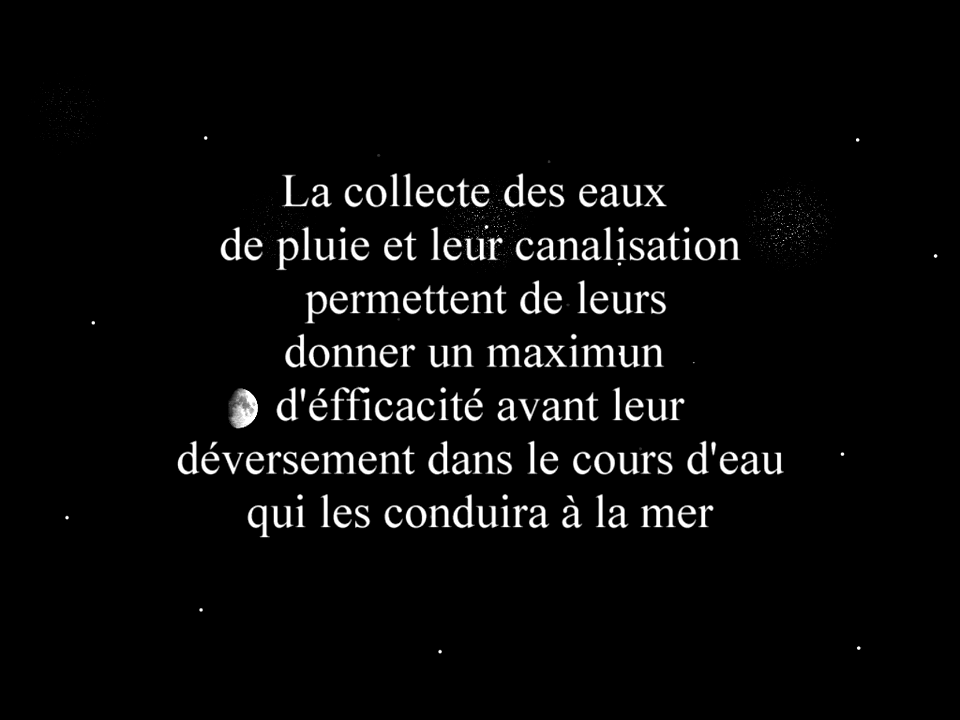 La collecte des eaux
de pluie et leur canalisation
permettent de leurs
donner un maximun
d'éfficacité avant leur
déversement dans le cours d'eau
qui les conduira à la mer